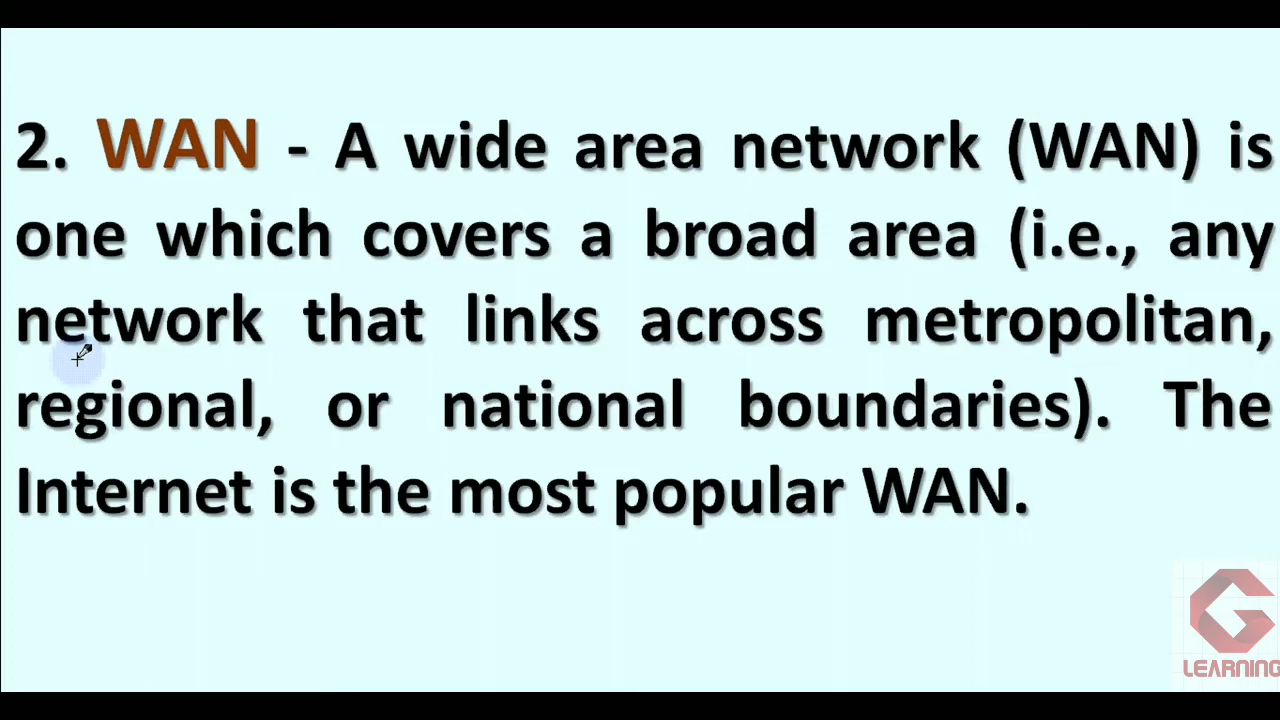 2. WAN - A wide area network (WAN) is
one which covers a broad area (i.e., any
network that links across metropolitan,
regional, or national boundaries). The
Internet is the most popular WAN.
G
LEARNING